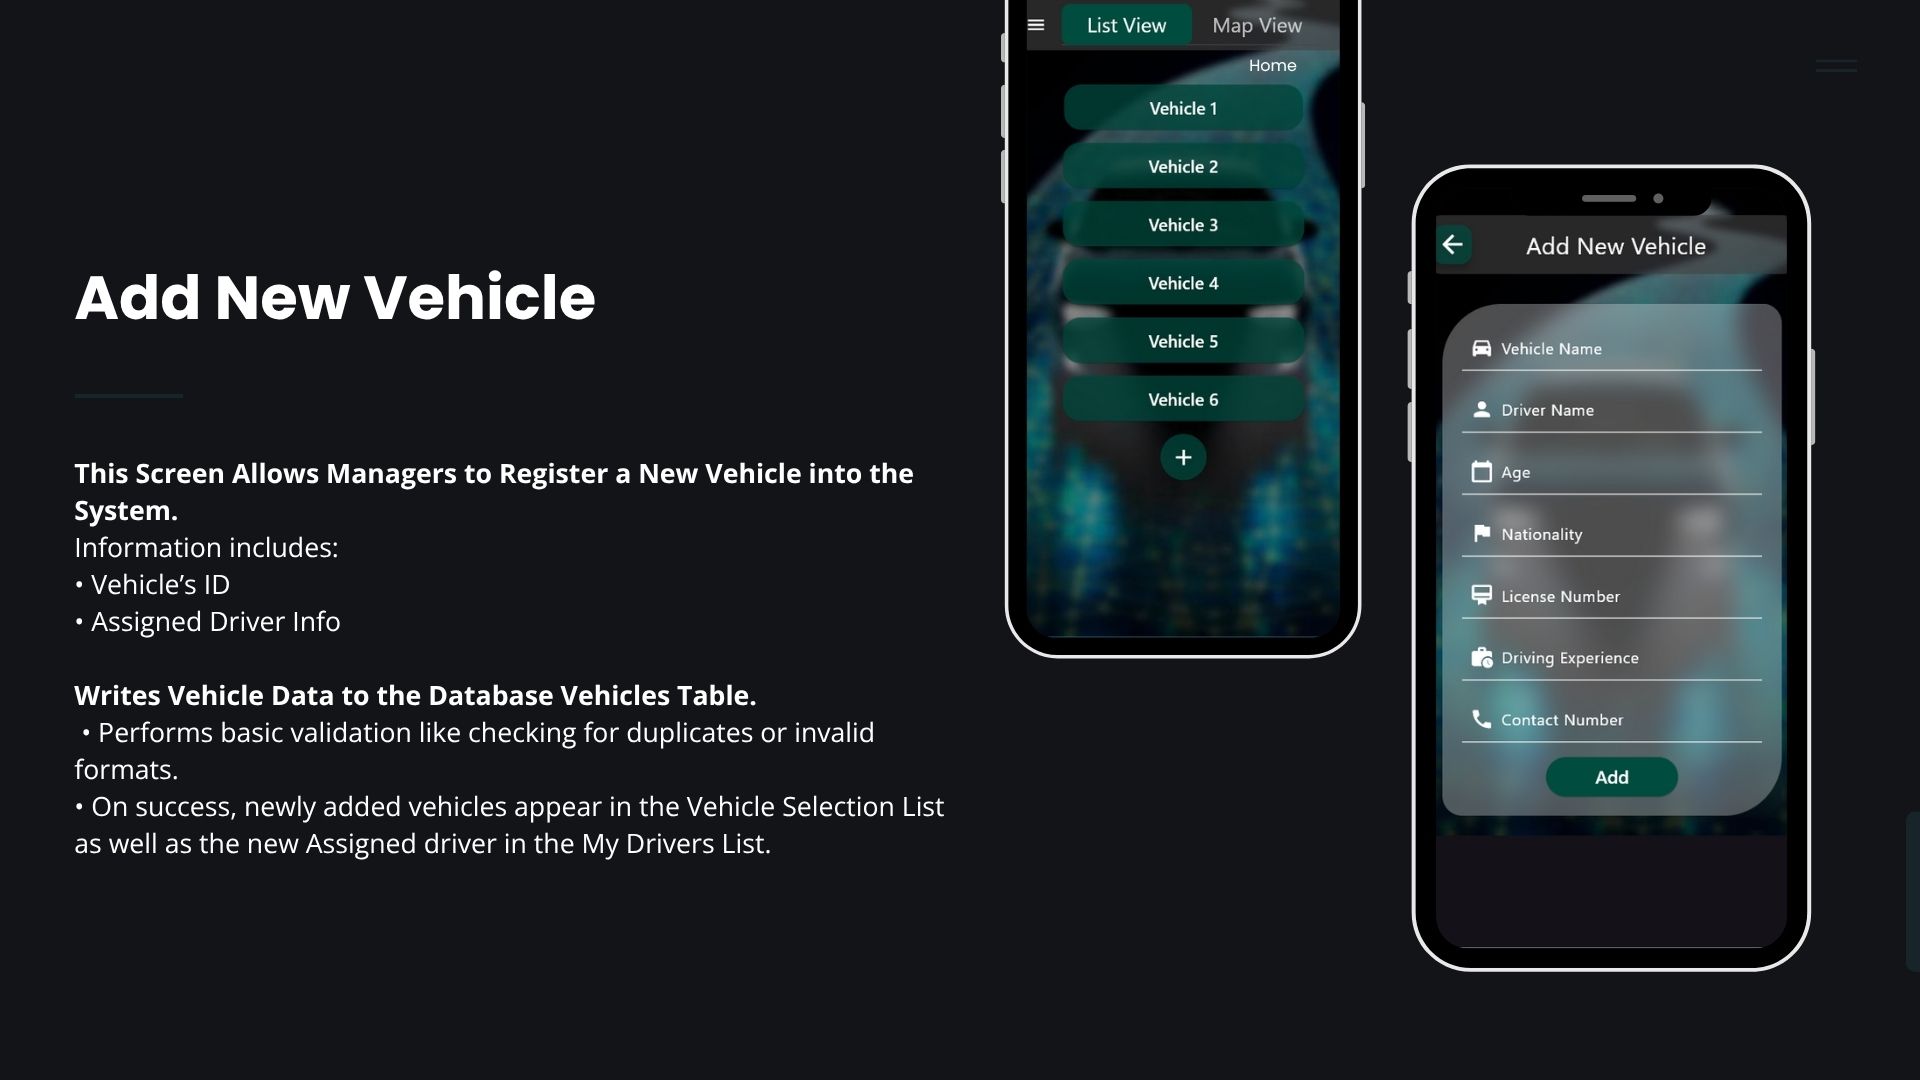 Add New Vehicle
This Screen Allows Managers to Register a New Vehicle into the
System.
Information includes:
• Vehicle’s ID
• Assigned Driver Info
Writes Vehicle Data to the Database Vehicles Table.
• Performs basic validation like checking for duplicates or invalid
formats.
• On success, newly added vehicles appear in the Vehicle Selection List
as well as the new Assigned driver in the My Drivers List.
List View Map View
Home
Vehicle 1
Vehicle 2
Vehicle 3
Vehicle 4
Vehicle 5
Vehicle 6
+
Add New Vehicle
Vehicle Name
Driver Name
Age
Nationality
License Number
Driving Experience
Contact Number
Add